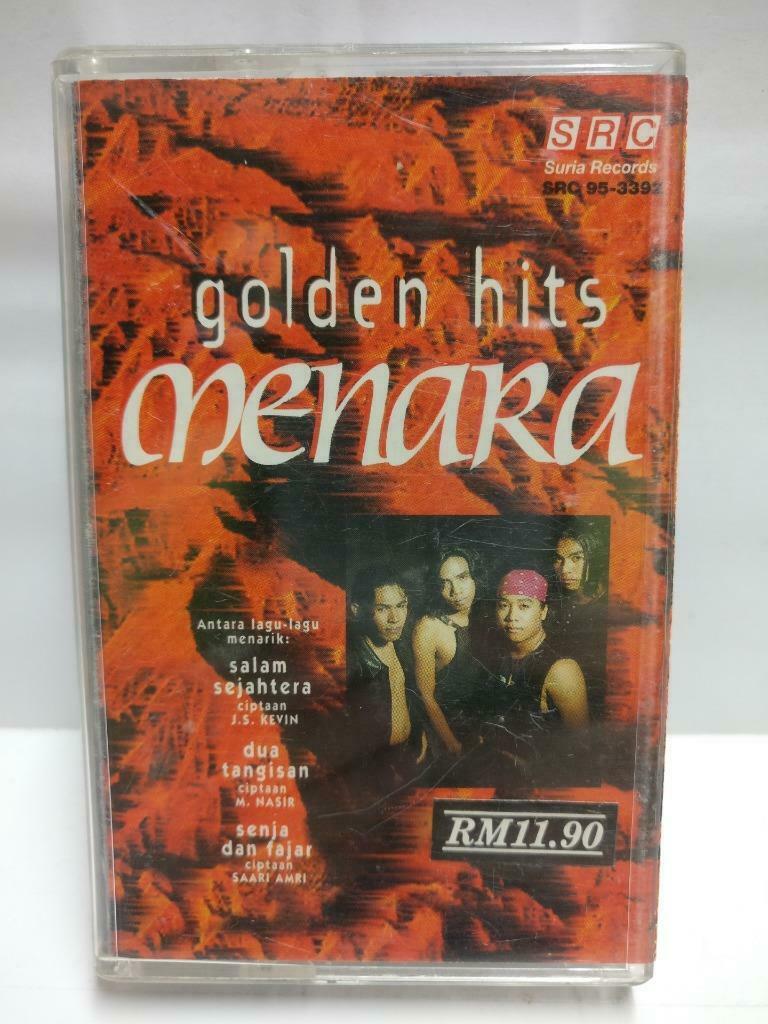 SRC
Suria Records
SRC 95-3392
golden hits
menara
Antara lagu-lagu
menarik:
salam
sejahtera
ciptaan
J.S. KEVIN
dua
tangisan
ciptaan
M. NASIR
senja
dan fajar
ciptaan
SAARI AMRI
RM11.90